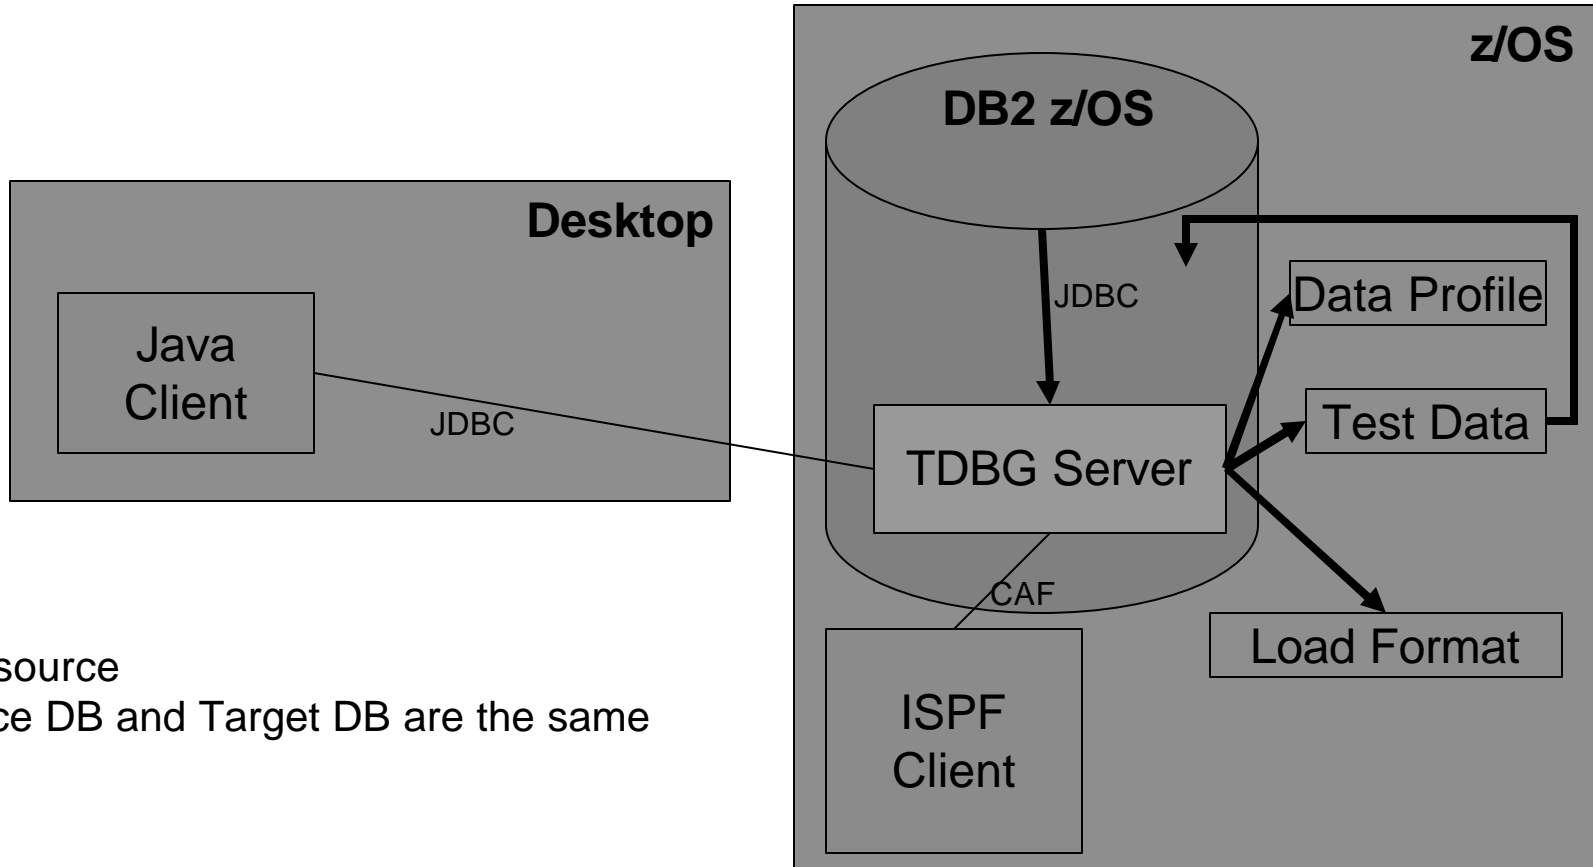 z/OS
DB2 z/OS
Desktop
Java
Client
JDBC
JDBC
Data Profile
Test Data
TDBG Server
CAF
Load Format
ISPF
Client
source
DB and Target DB are the same